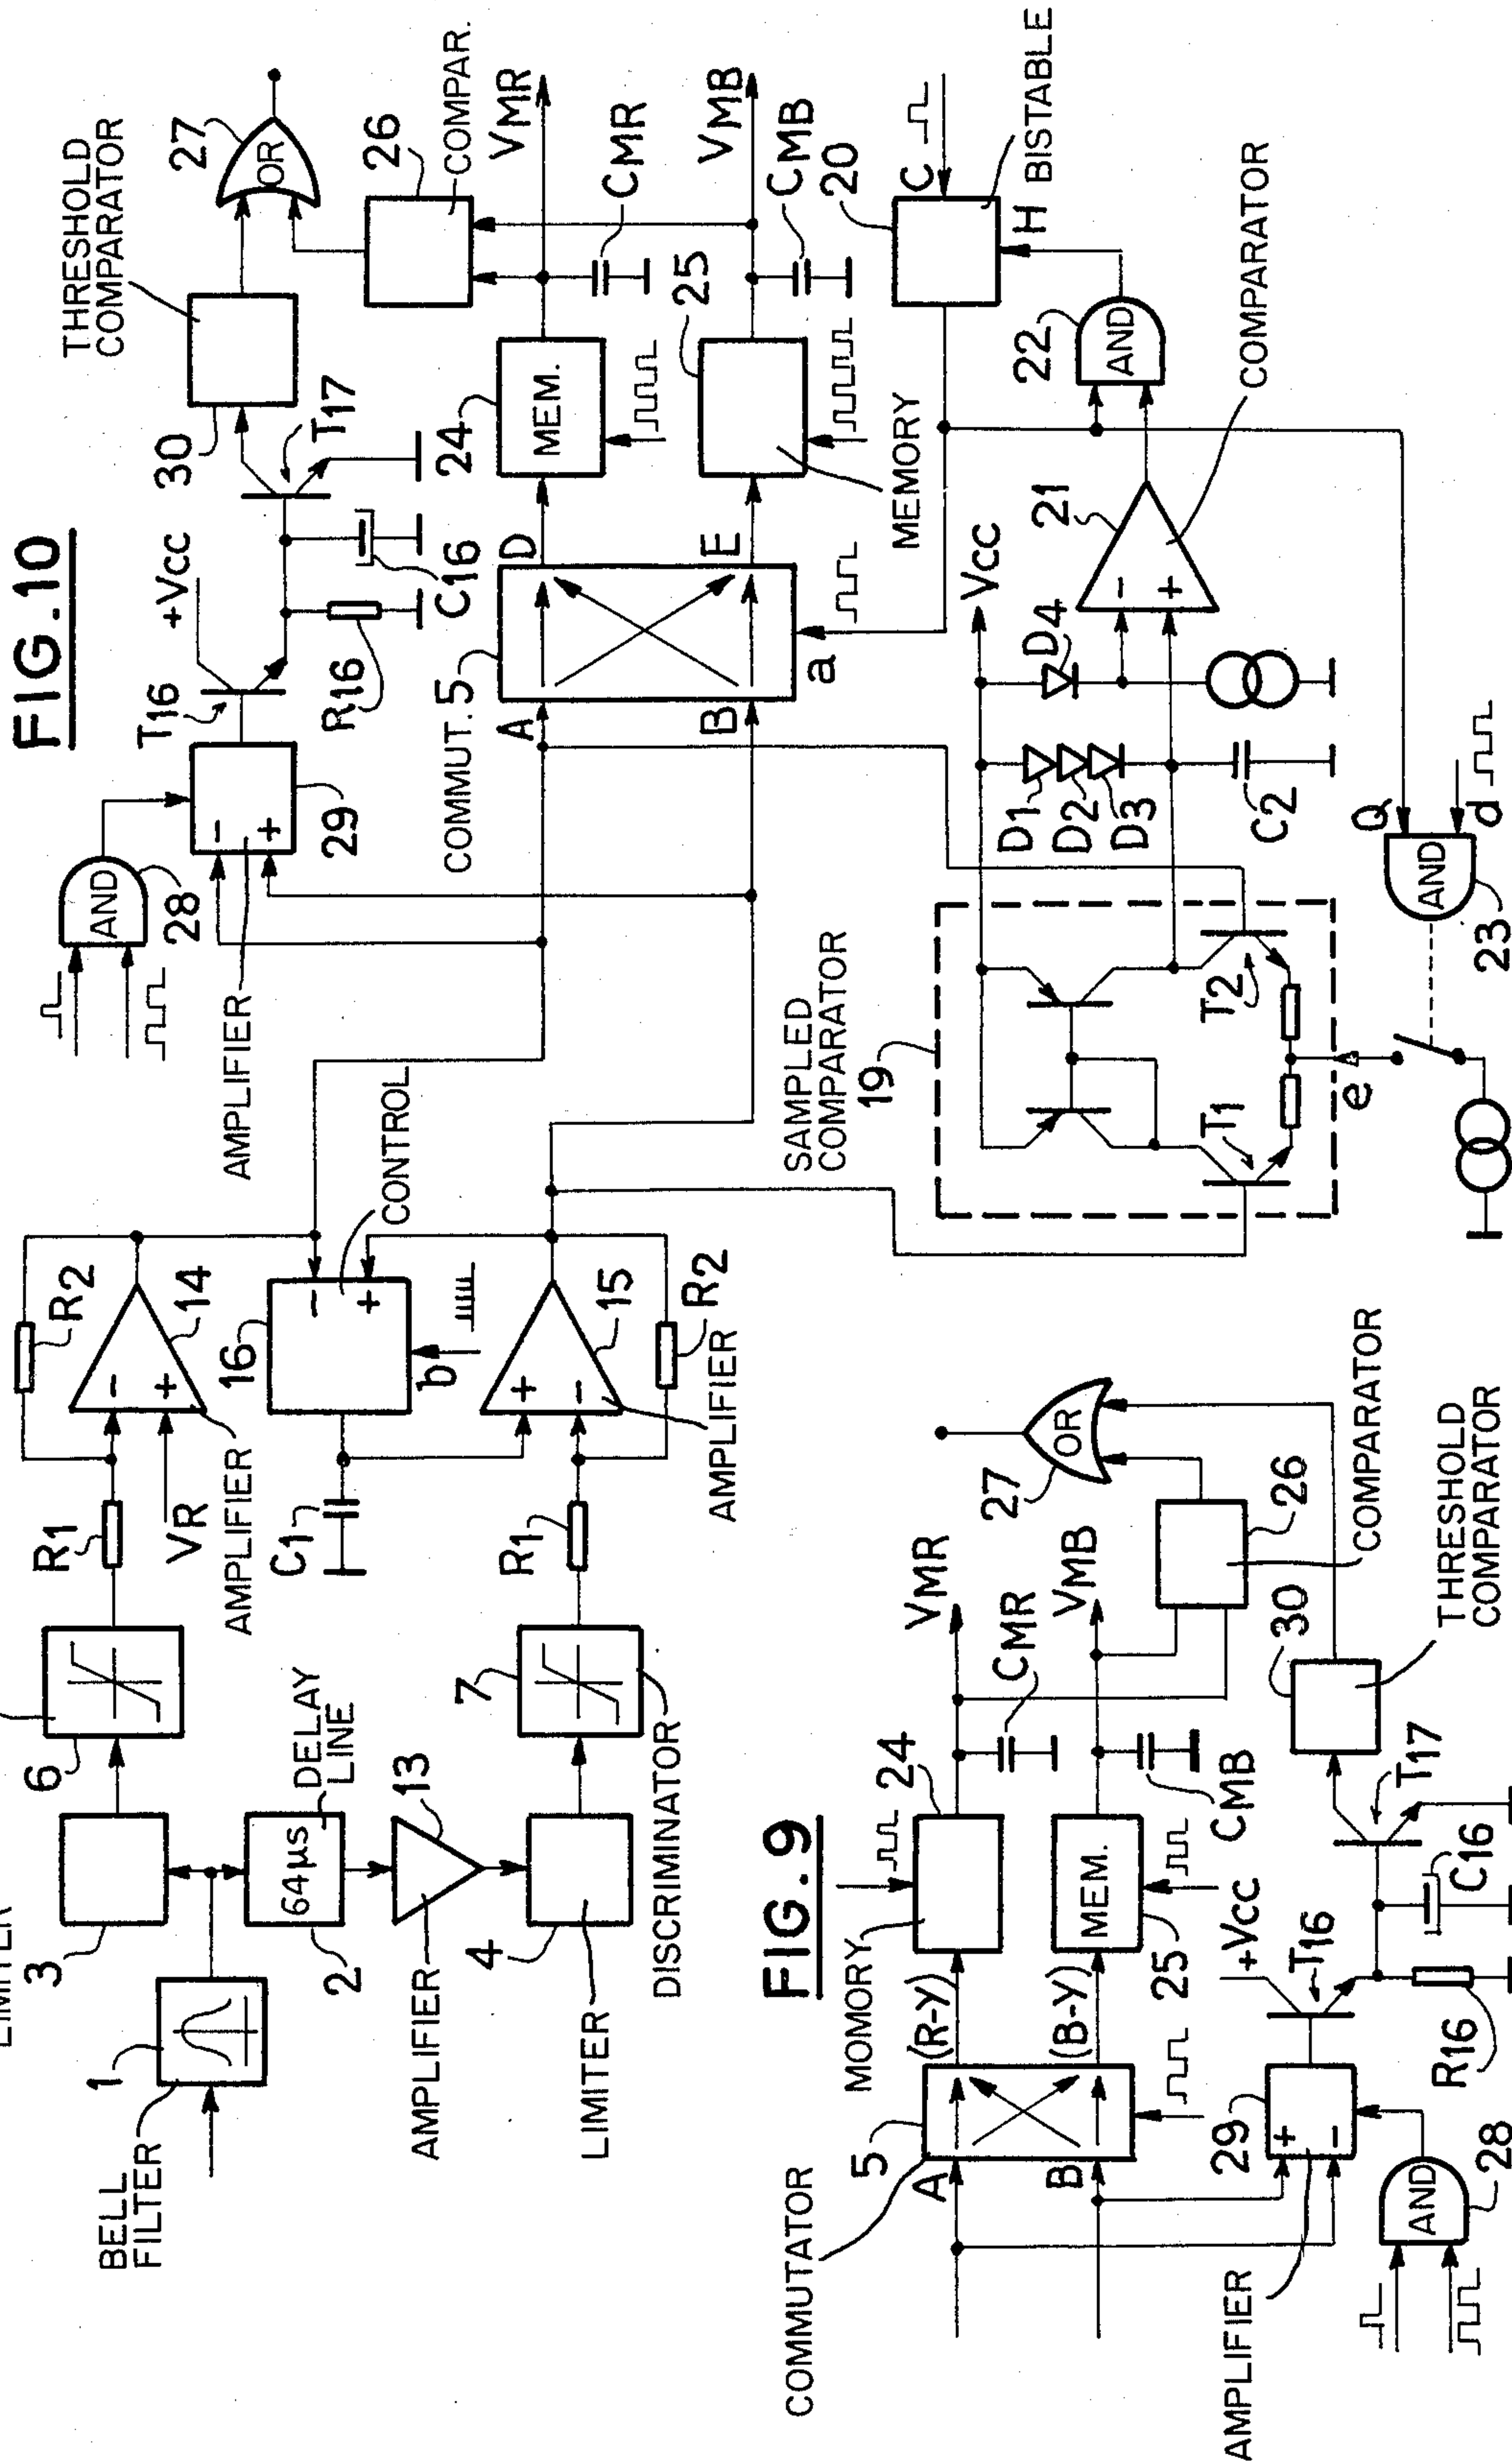 FIG.10
LIMITER
BELL
FILTER
1
3
6
R1
VR
R2
14
AMPLIFIER
64µs
DELAY
LINE
2
13
AMPLIFIER
4
LIMITER
7
DISCRIMINATOR
C1
16
CONTROL
b
R1
15
R2
AMPLIFIER
-
+
-
+
+
-
AND
28
AMPLIFIER
-
+
29
T16
+Vcc
R16
C16
T17
30
THRESHOLD
COMPARATOR
27
OR
26
COMPAR.
COMMUT. 5
A
B
D
E
a
24
MEM.
25
MEMORY
VMR
CMR
VMB
CMB
20
C
H
BISTABLE
SAMPLED
COMPARATOR
19
T1
T2
e
Vcc
D1
D2
D3
D4
C2
21
-
+
COMPARATOR
22
AND
Q
d
AND
23
FIG. 9
COMMUTATOR
5
A
B
(R-Y)
(B-Y)
MOMORY
24
MEM.
25
VMR
CMR
VMB
CMB
27
OR
26
COMPARATOR
AMPLIFIER
29
+
-
AND
28
+Vcc
T16
R16
C16
T17
30
THRESHOLD
COMPARATOR